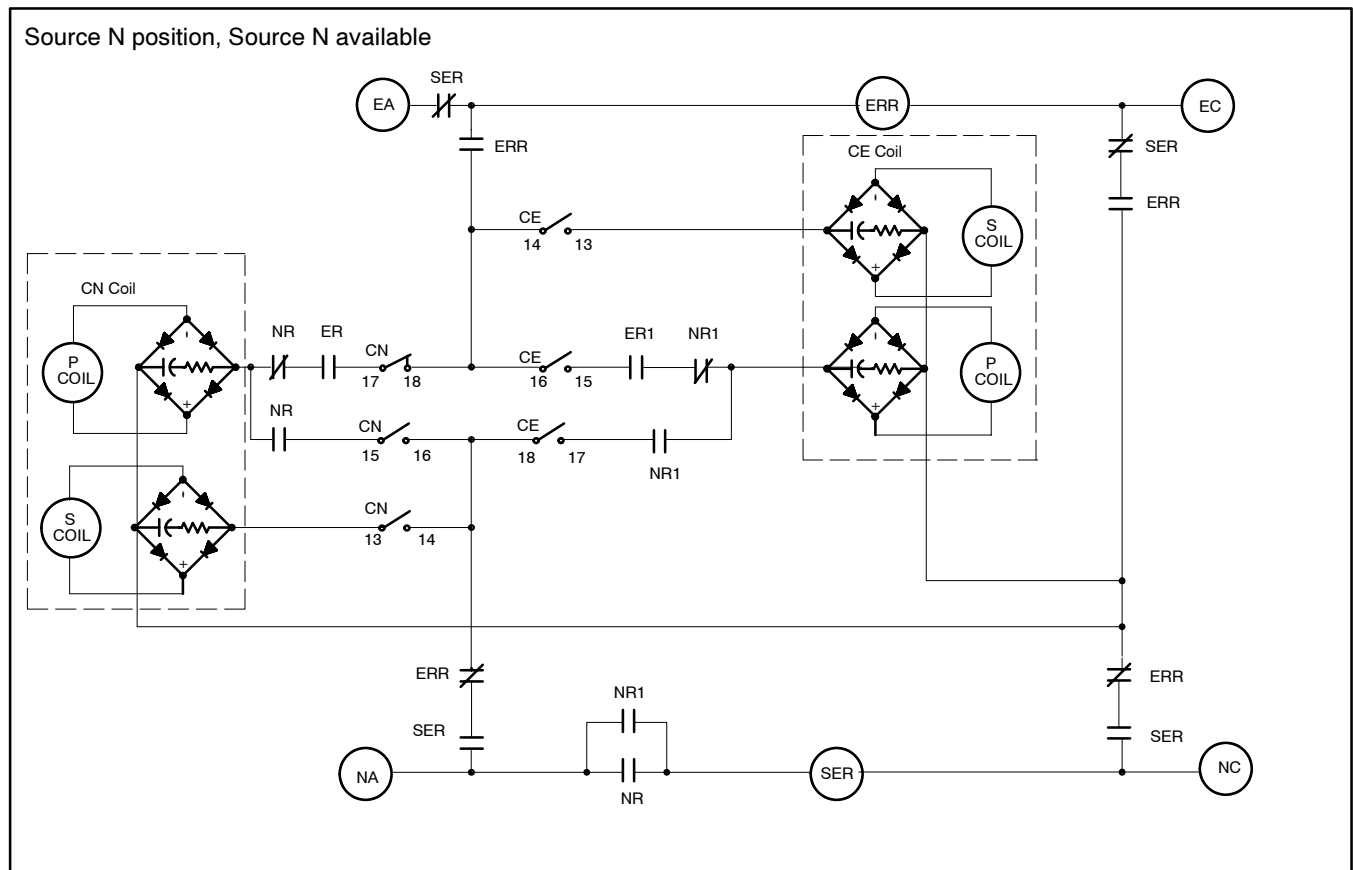 Source N position, Source N available
SER
EA
ERR
EC
ERR
CE Coil
SER
ERR
CE
14 13
S
COIL
CN Coil
P
COIL
NR
ER
CN
17 18
CE
16 15
ER1
NR1
P
COIL
NR
CN
15 16
CE
18 17
NR1
S
COIL
CN
13 14
ERR
SER
NR1
ERR
SER
NA
NR
SER
NC